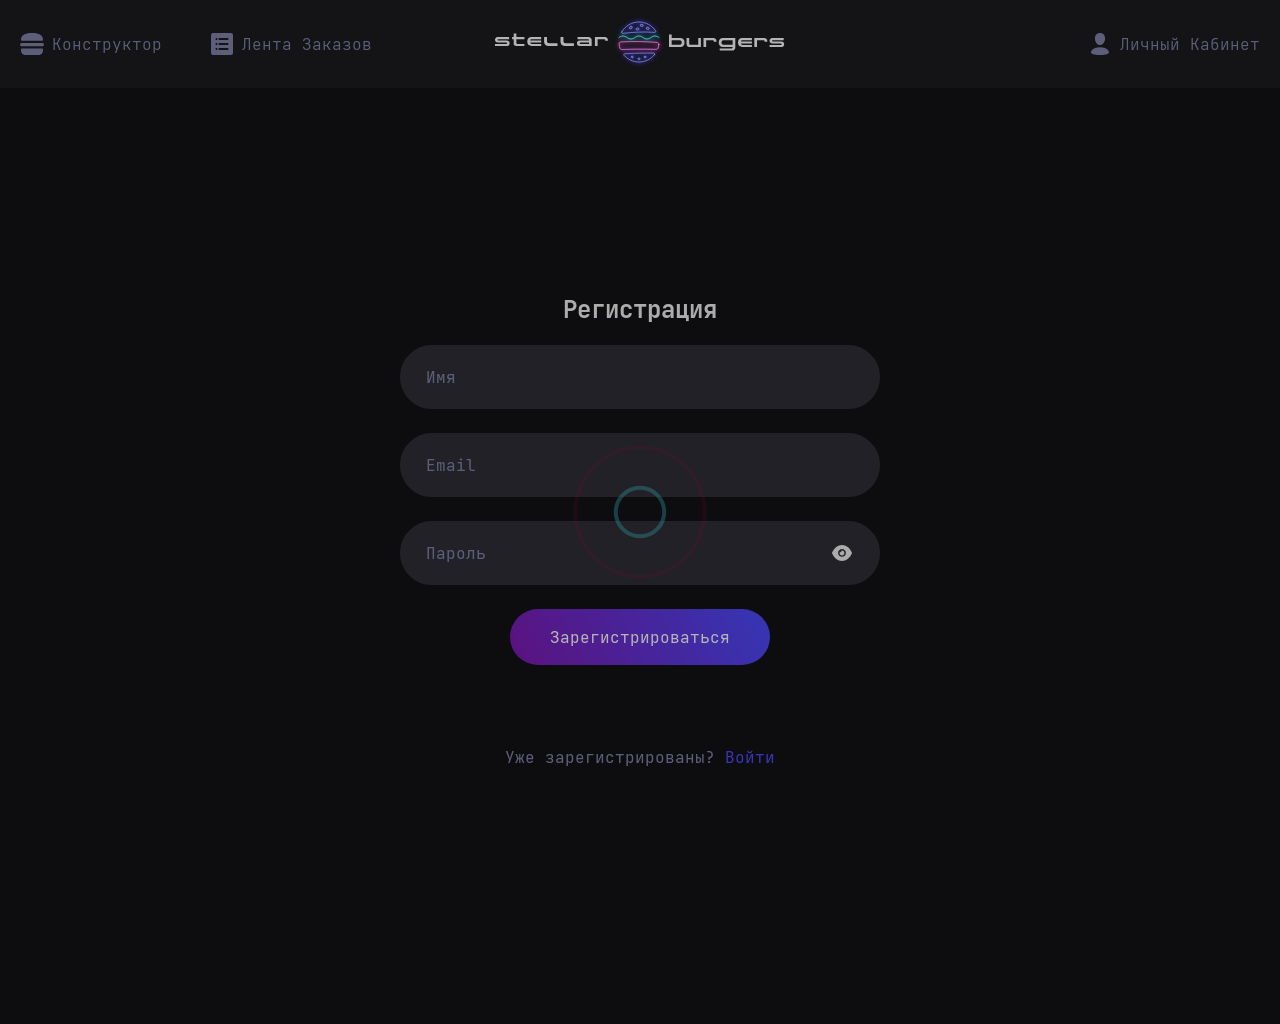 Конструктор
Лента Заказов
stellar burgers
Личный Кабинет
Регистрация
Имя
Email
Пароль
Зарегистрироваться
Уже зарегистрированы? Войти